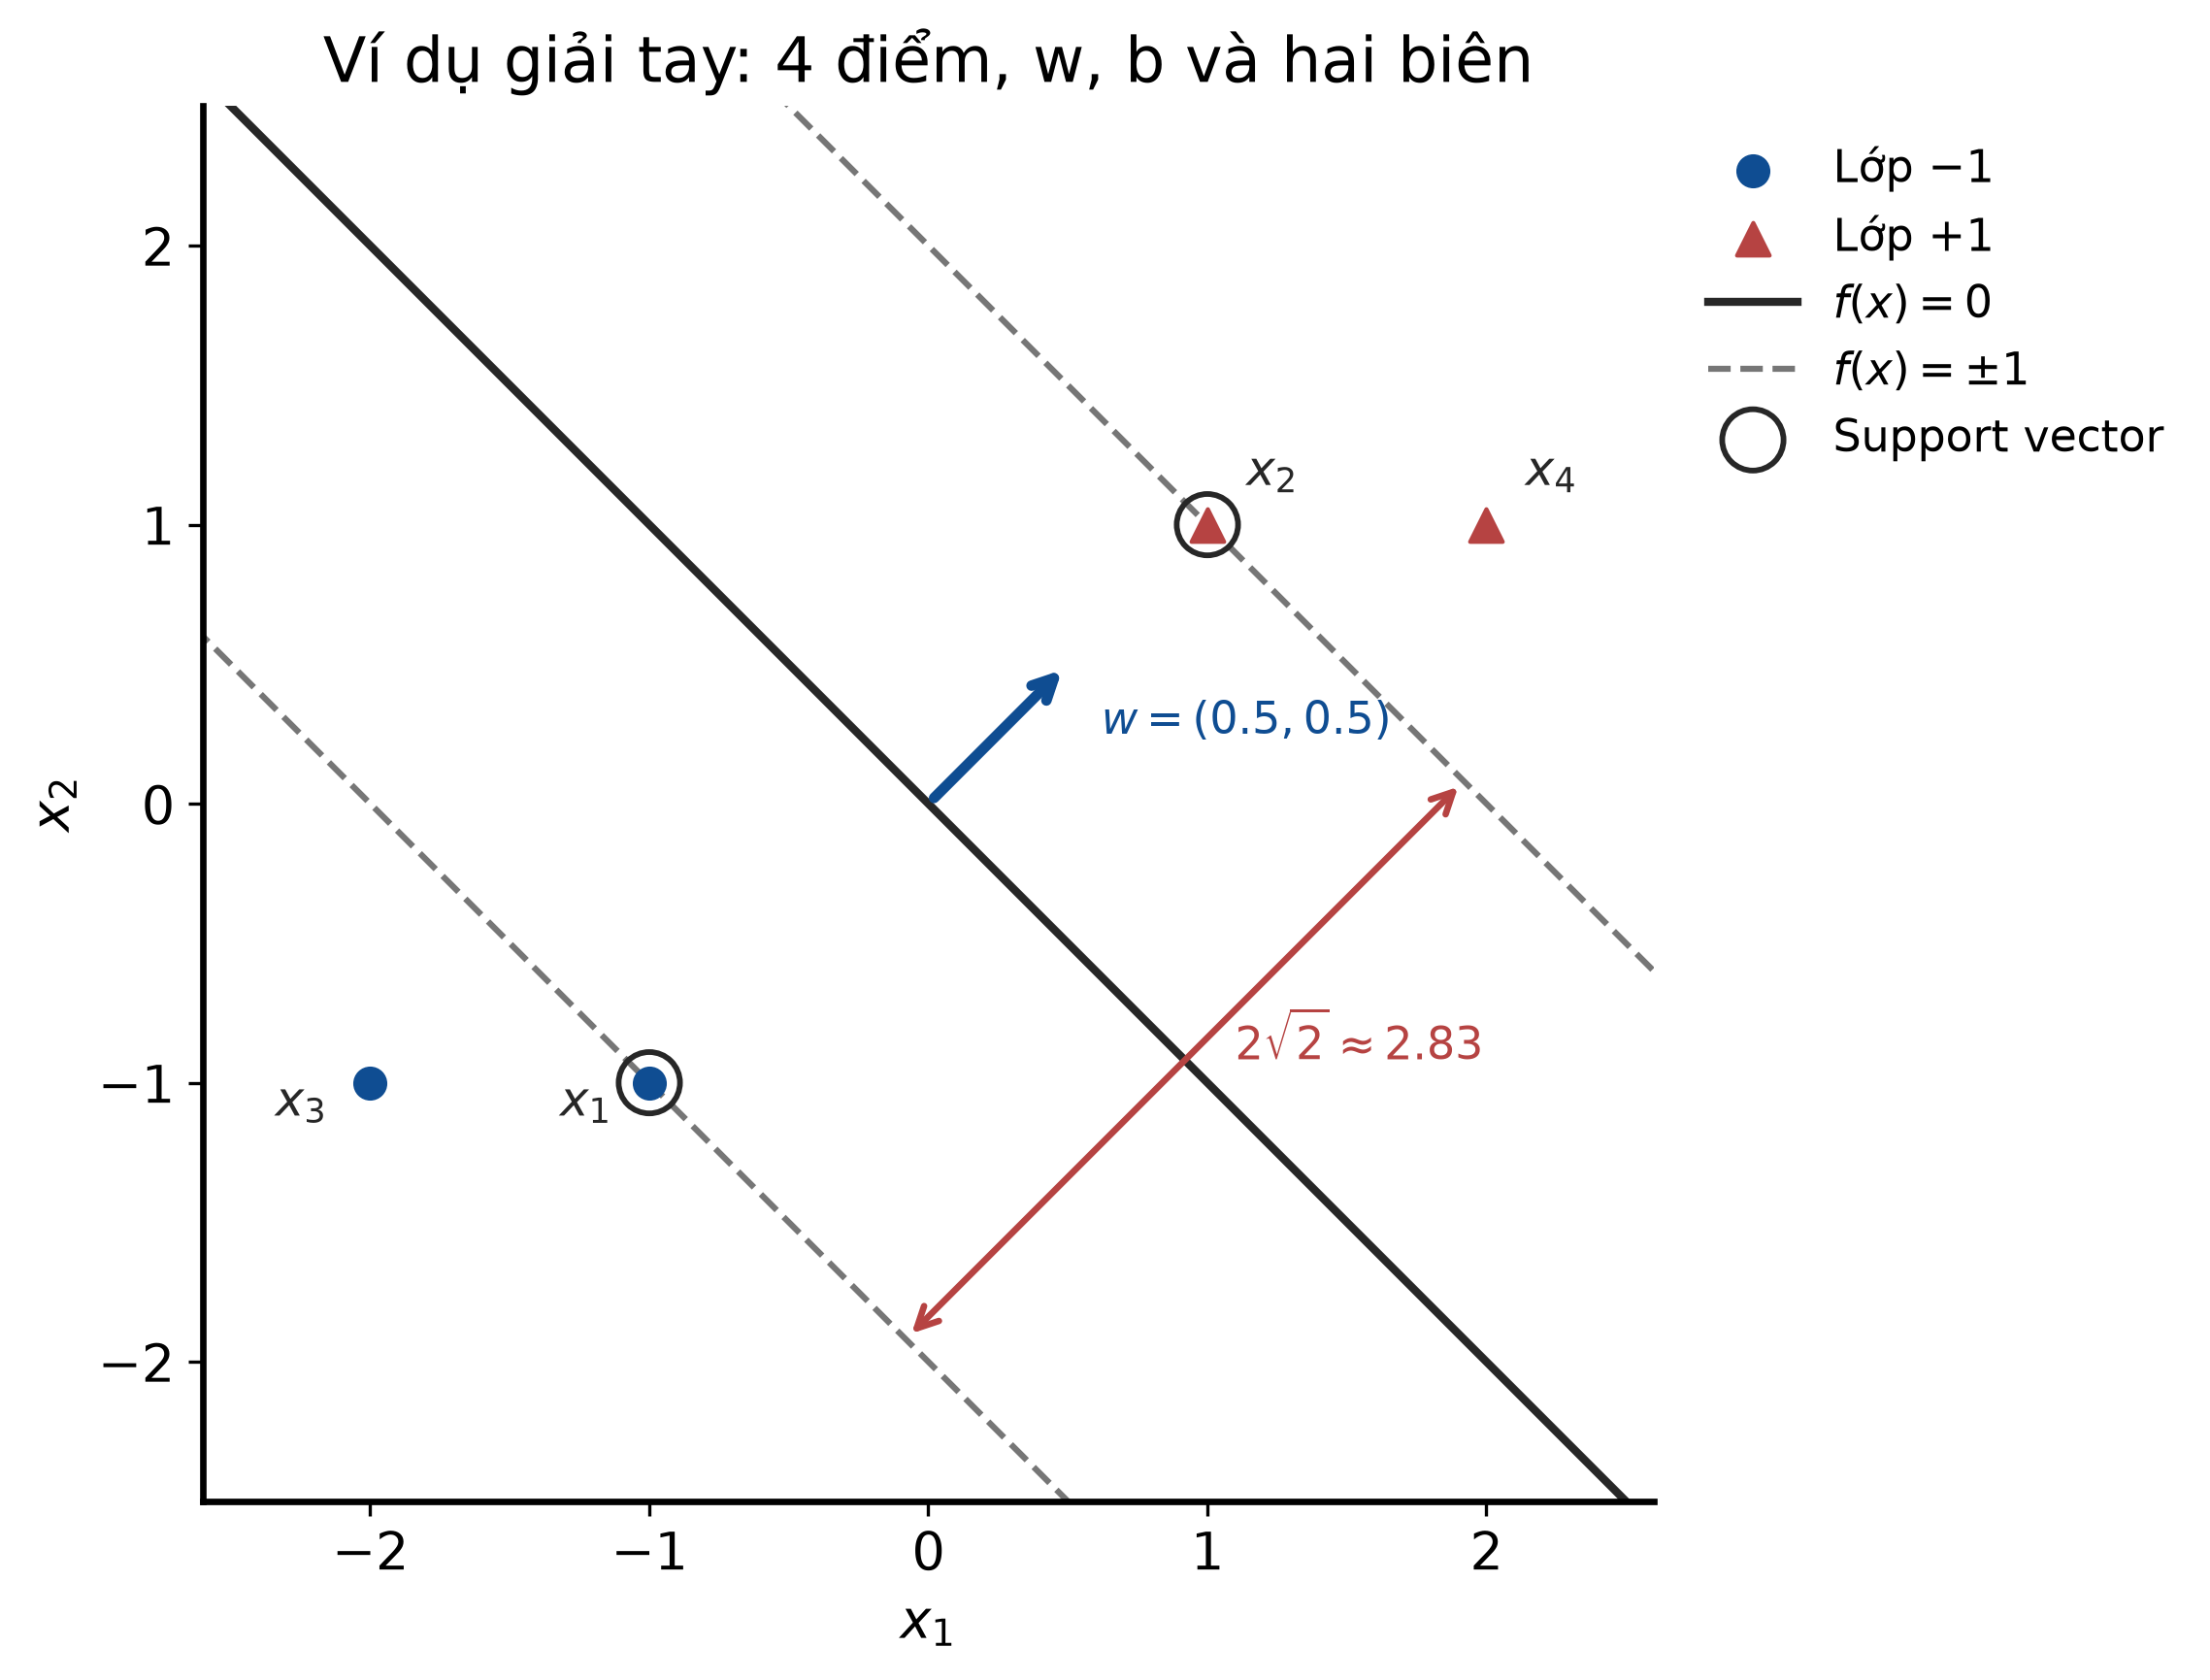 Ví dụ giải tay: 4 điểm, w, b và hai biên
Lớp −1
Lớp +1
f(x) = 0
f(x) = ±1
Support vector
2
1
0
−1
−2
x₂
x₂
x₄
w = (0.5, 0.5)
2√2 ≈ 2.83
x₃
x₁
−2
−1
0
1
2
x₁